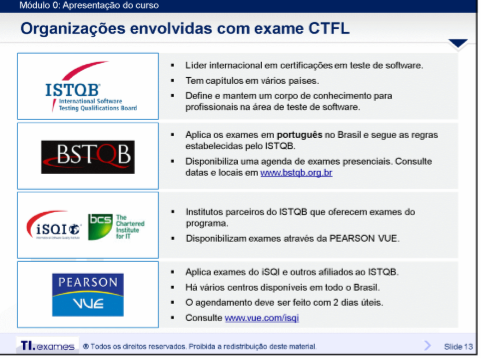 Módulo 0: Apresentação do curso
Organizações envolvidas com exame CTFL
ISTQB
International Software
Testing Qualifications Board
▪ Líder internacional em certificações em teste de software.
▪ Tem capítulos em vários países.
▪ Define e mantem um corpo de conhecimento para
profissionais na área de teste de software.
BSTQB
▪ Aplica os exames em português no Brasil e segue as regras
estabelecidas pelo ISTQB.
▪ Disponibiliza uma agenda de exames presenciais. Consulte
datas e locais em www.bstqb.org.br
iSQI
bcs
The
Chartered
Institute
for IT
▪ Institutos parceiros do ISTQB que oferecem exames do
programa.
▪ Disponibilizam exames através da PEARSON VUE.
PEARSON
VUE
▪ Aplica exames do iSQI e outros afiliados ao ISTQB.
▪ Há vários centros disponíveis em todo o Brasil.
▪ O agendamento deve ser feito com 2 dias úteis.
▪ Consulte www.vue.com/isqi
TI.exames ® Todos os direitos reservados. Proibida a redistribuição deste material. Slide 13